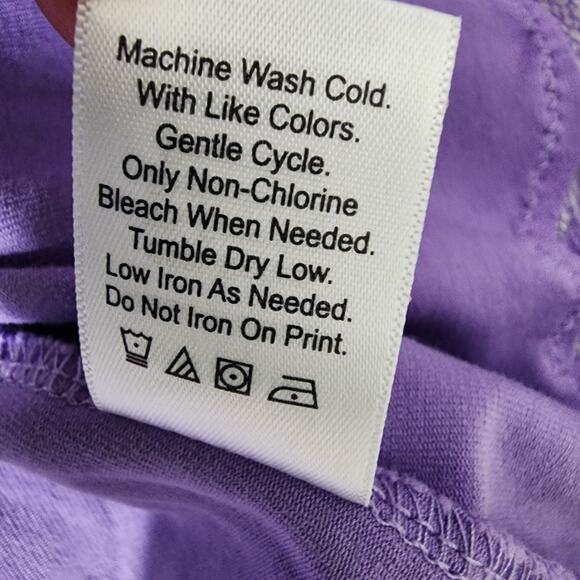 Machine Wash Cold.
With Like Colors.
Gentle Cycle.
Only Non-Chlorine
Bleach When Needed.
Tumble Dry Low.
Low Iron As Needed.
Do Not Iron On Print.